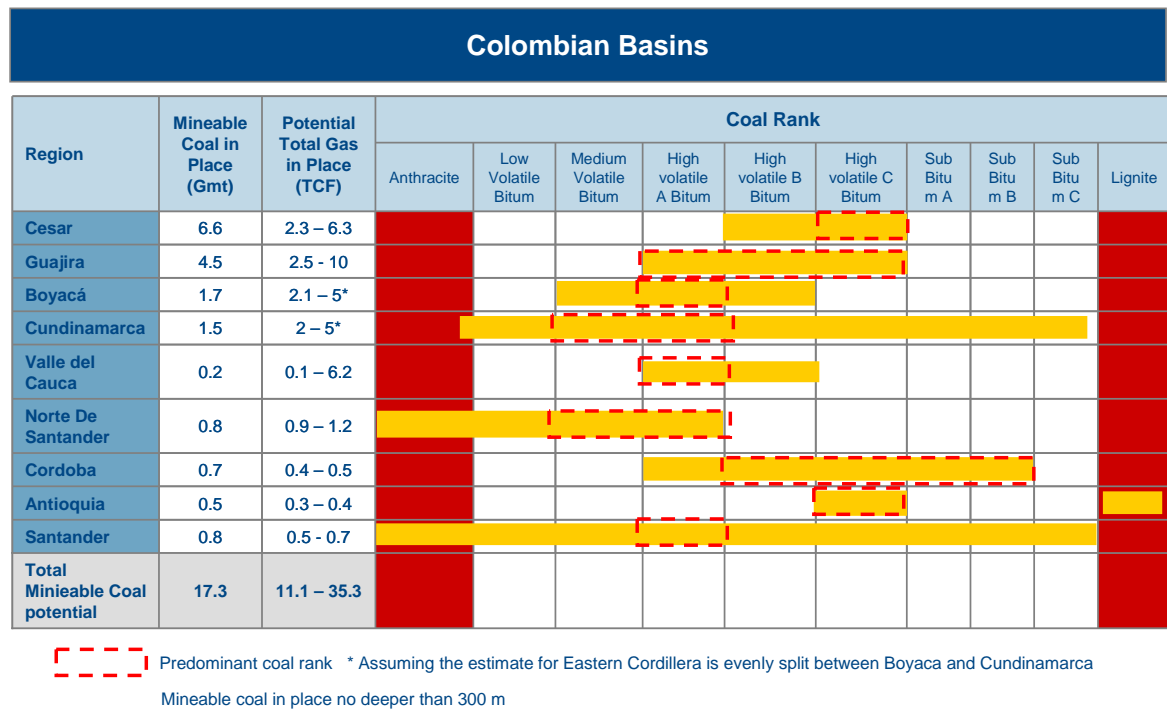 Colombian Basins
Region
Mineable
Coal in
Place
(Gmt)
Potential
Total Gas
in Place
(TCF)
Coal Rank
Anthracite
Low
Volatile
Bitum
Medium
Volatile
Bitum
High
volatile
A Bitum
High
volatile B
Bitum
High
volatile C
Bitum
Sub
Bitu
m A
Sub
Bitu
m B
Sub
Bitu
m C
Lignite
Cesar 6.6 2.3 – 6.3
Guajira 4.5 2.5 - 10
Boyacá 1.7 2.1 – 5*
Cundinamarca 1.5 2 – 5*
Valle del
Cauca 0.2 0.1 – 6.2
Norte De
Santander 0.8 0.9 – 1.2
Cordoba 0.7 0.4 – 0.5
Antioquia 0.5 0.3 – 0.4
Santander 0.8 0.5 - 0.7
Total
Minieable Coal 17.3 11.1 – 35.3
potential
Predominant coal rank * Assuming the estimate for Eastern Cordillera is evenly split between Boyaca and Cundinamarca
Mineable coal in place no deeper than 300 m